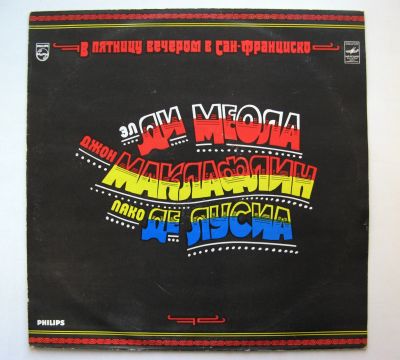 В пятницу вечером в Сан-Франциско
ЭЛ ДИ МЕОЛА
ДЖОН МАКЛАФЛИН
ПАКО ДЕ ЛУСИА
PHILIPS